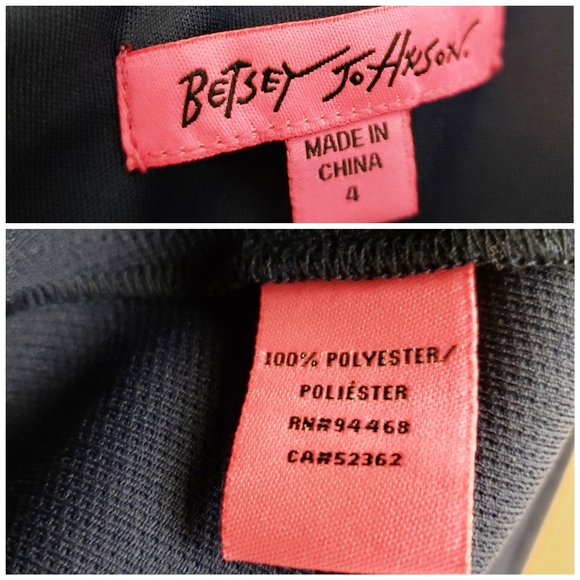 BETSEY JOHNSON.
MADE IN
CHINA
4
100% POLYESTER/
POLIÉSTER
RN#94468
CA#52362